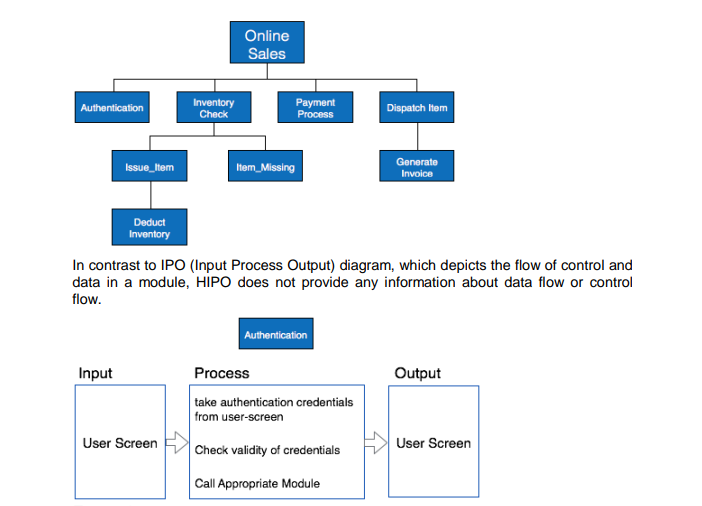 Online
Sales
Authentication
Inventory
Check
Payment
Process
Dispatch Item
Issue_Item
Item_Missing
Generate
Invoice
Deduct
Inventory
In contrast to IPO (Input Process Output) diagram, which depicts the flow of control and
data in a module, HIPO does not provide any information about data flow or control
flow.
Authentication
Input
Process
Output
User Screen
take authentication credentials
from user-screen
Check validity of credentials
Call Appropriate Module
User Screen